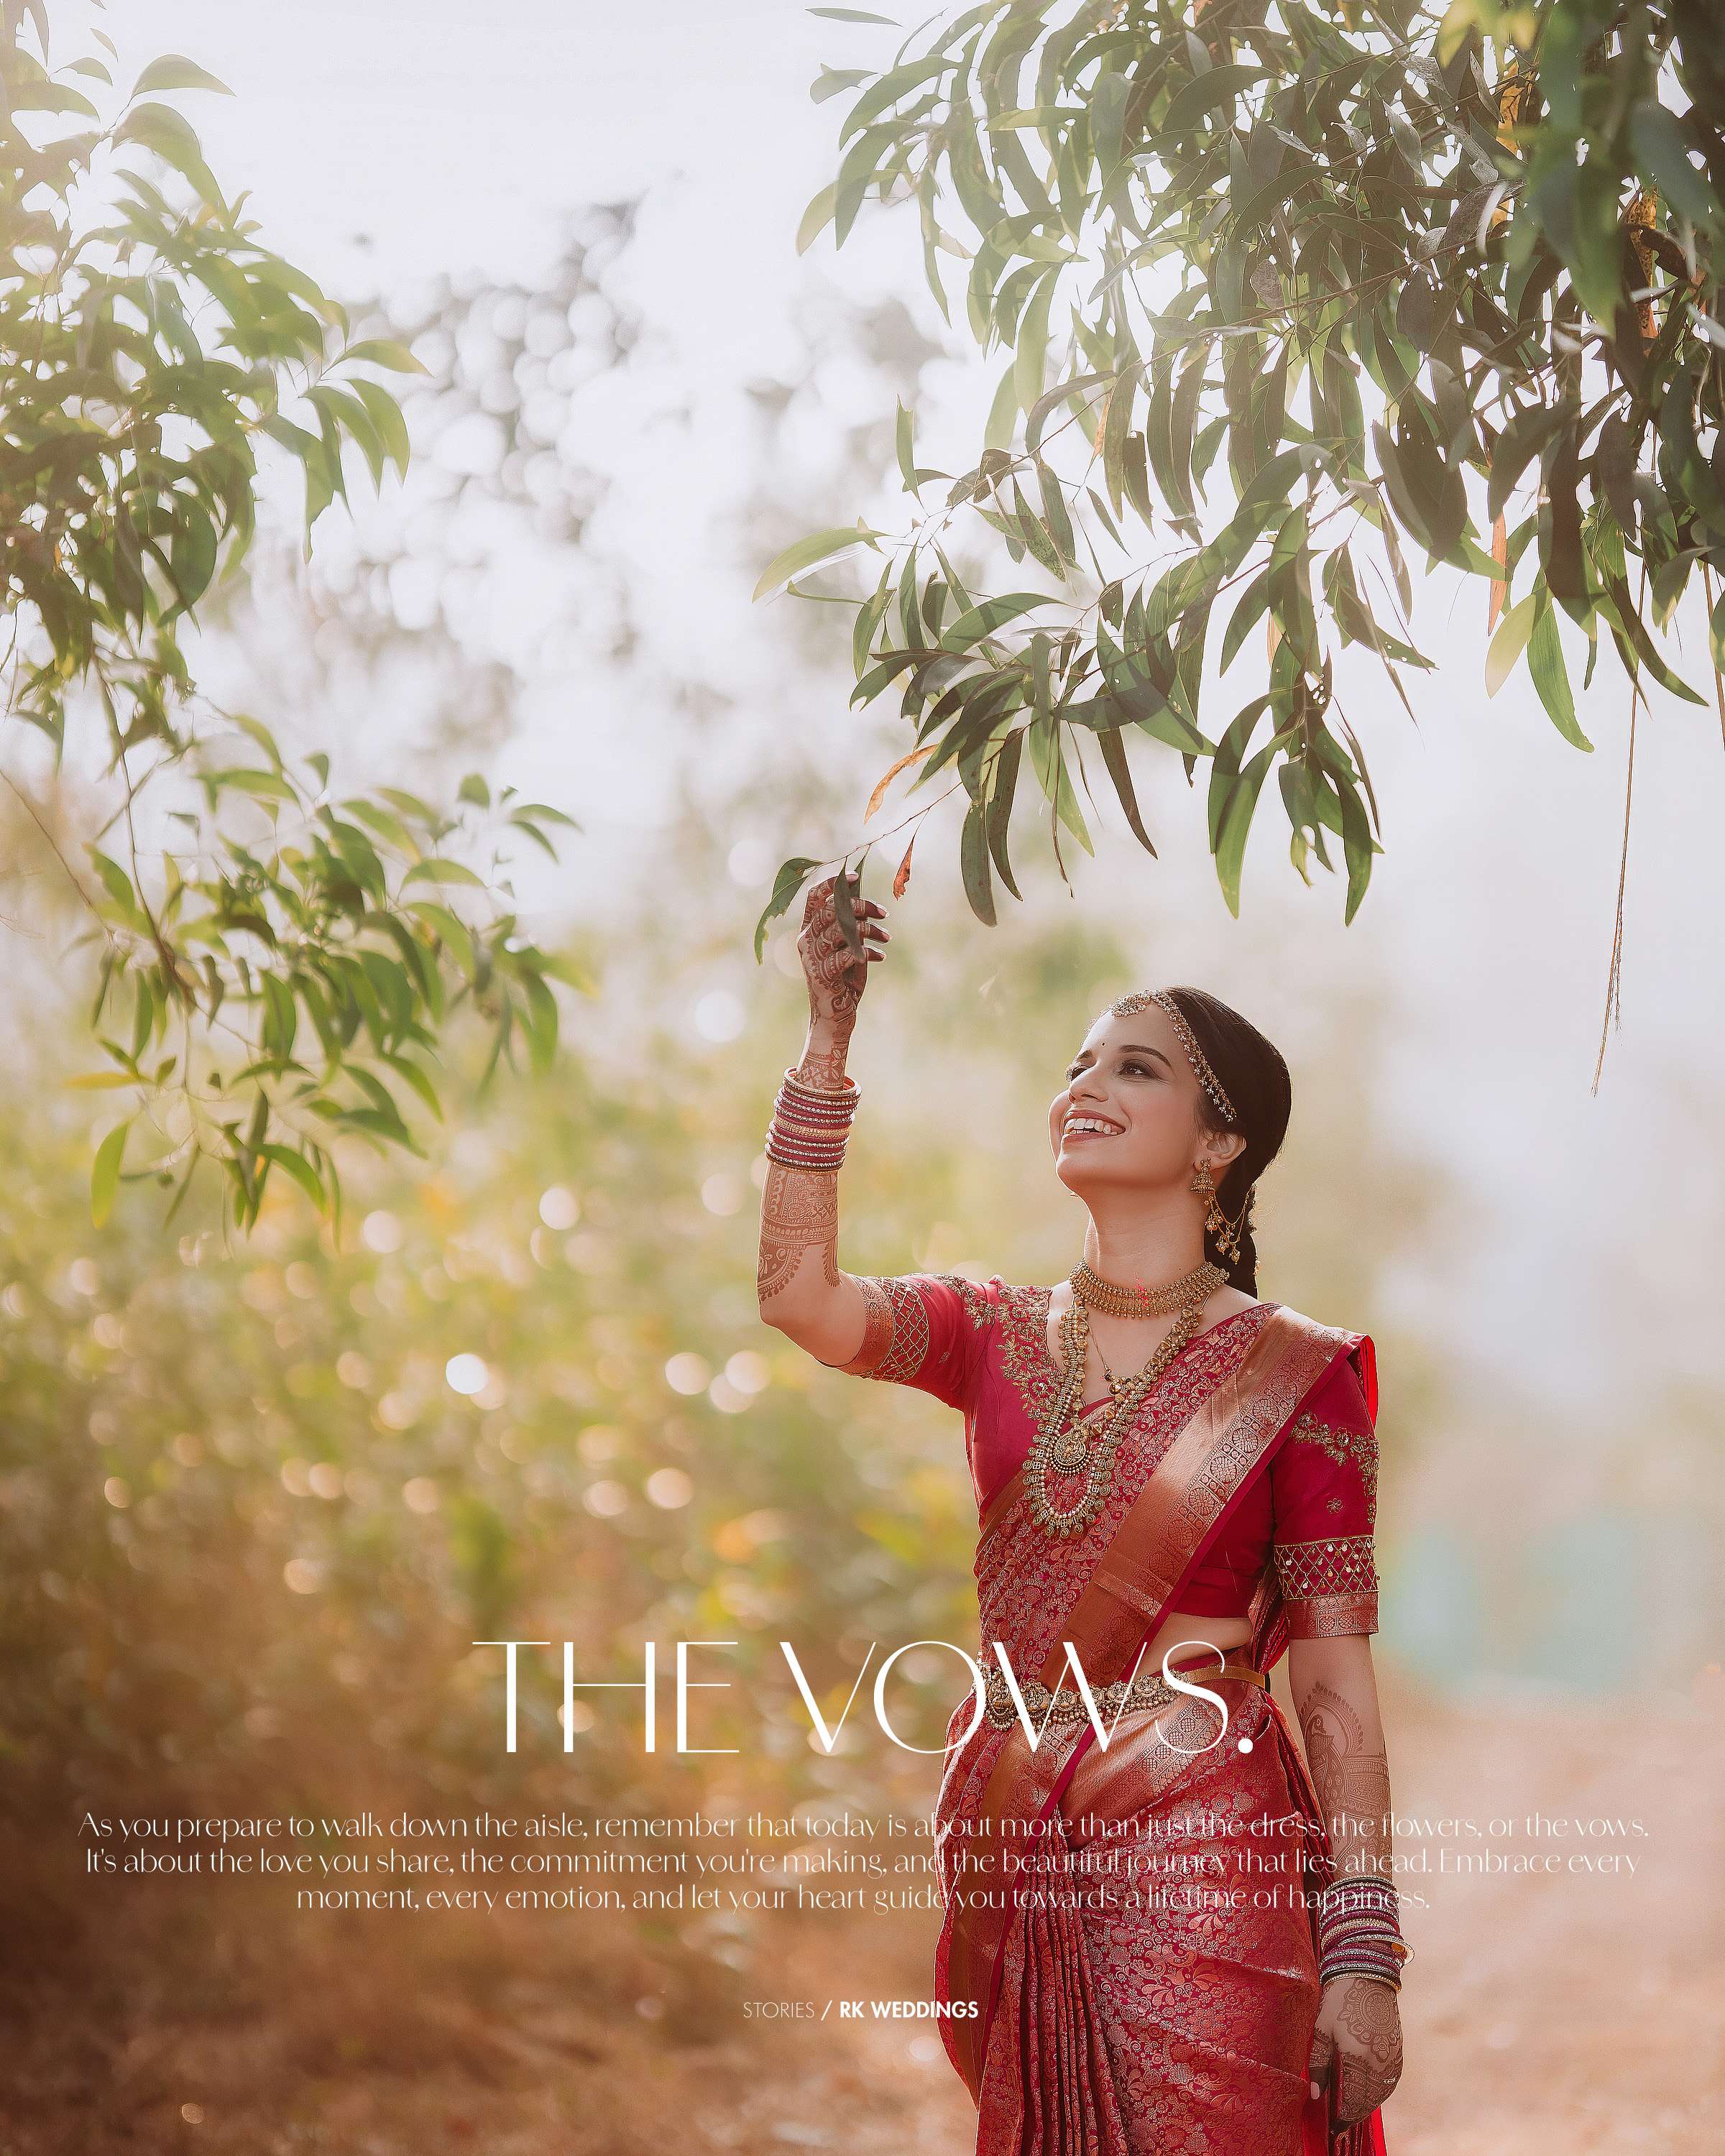 THE VOWS.
As you prepare to walk down the aisle, remember that today is about more than just the dress, the flowers, or the vows.
It's about the love you share, the commitment you're making, and the beautiful journey that lies ahead. Embrace every
moment, every emotion, and let your heart guide you towards a lifetime of happiness.
STORIES / RK WEDDINGS